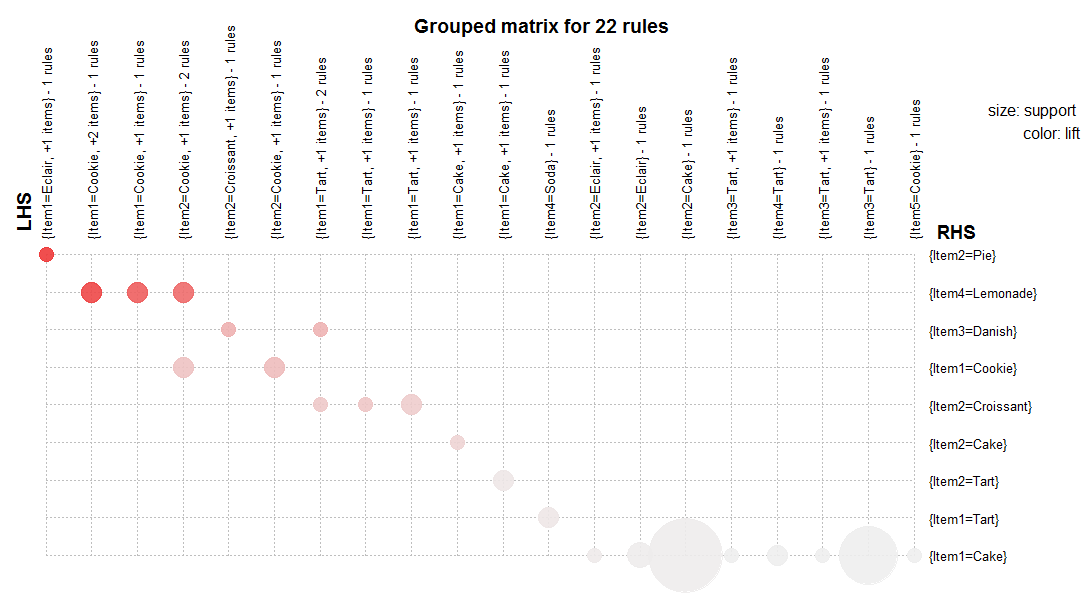 Grouped matrix for 22 rules
size: support
color: lift
LHS
{Item1=Eclair, +1 items} - 1 rules
{Item1=Cookie, +2 items} - 1 rules
{Item1=Cookie, +1 items} - 1 rules
{Item2=Cookie, +1 items} - 2 rules
{Item2=Croissant, +1 items} - 1 rules
{Item2=Cookie, +1 items} - 1 rules
{Item1=Tart, +1 items} - 2 rules
{Item1=Tart, +1 items} - 1 rules
{Item1=Tart, +1 items} - 1 rules
{Item1=Cake, +1 items} - 1 rules
{Item1=Cake, +1 items} - 1 rules
{Item4=Soda} - 1 rules
{Item2=Eclair, +1 items} - 1 rules
{Item2=Eclair} - 1 rules
{Item2=Cake} - 1 rules
{Item3=Tart, +1 items} - 1 rules
{Item4=Tart} - 1 rules
{Item3=Tart, +1 items} - 1 rules
{Item3=Tart} - 1 rules
{Item5=Cookie} - 1 rules
RHS
{Item2=Pie}
{Item4=Lemonade}
{Item3=Danish}
{Item1=Cookie}
{Item2=Croissant}
{Item2=Cake}
{Item2=Tart}
{Item1=Tart}
{Item1=Cake}